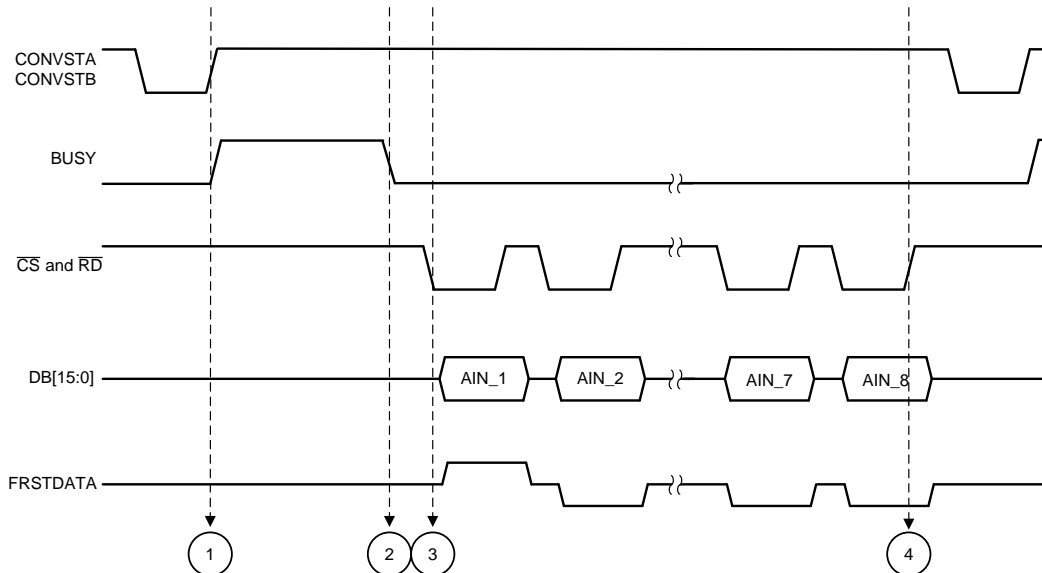 CONVSTA
CONVSTB
BUSY
CS and RD
DB[15:0]
AIN_1
AIN_2
AIN_7
AIN_8
FRSTDATA
1
2
3
4